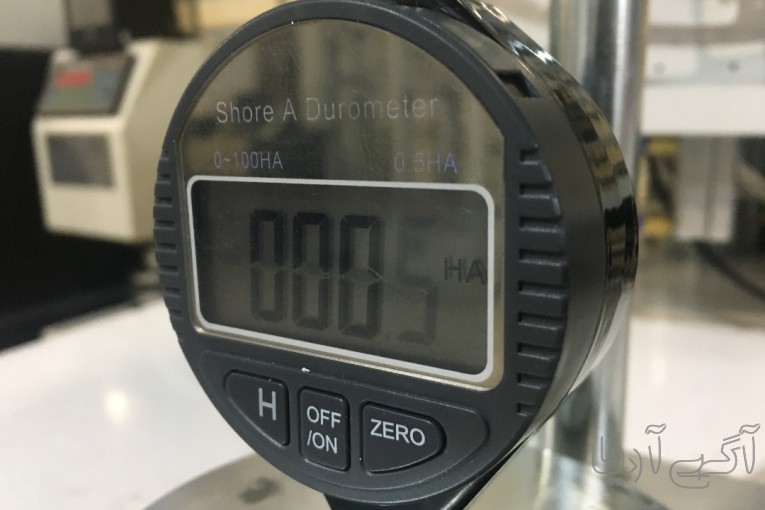 Shore A Durometer
0~100HA 0.5HA
000.5 HA
H OFF/ON ZERO
آگهی آریا